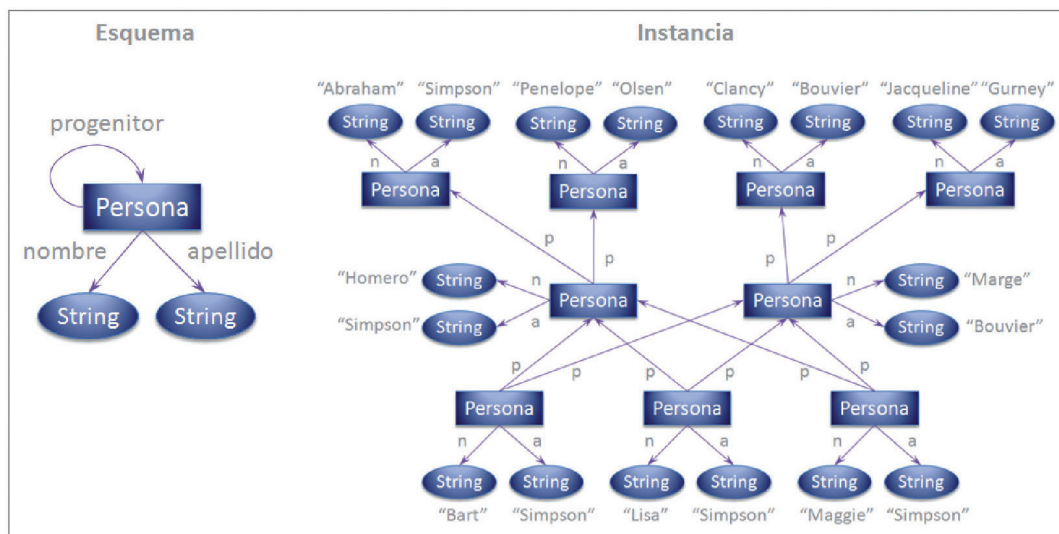 Esquema
progenitor
Persona
nombre apellido
String String
Instancia
“Abraham” “Simpson” “Penelope” “Olsen” “Clancy” “Bouvier” “Jacqueline” “Gurney”
String String String String String String String String
n a n a n a n a
Persona Persona Persona Persona
p p p p
“Homero” String n Persona Persona n String “Marge”
“Simpson” String a a String “Bouvier”
p p p p p p
Persona Persona Persona
n a n a n a
String String String String String String
“Bart” “Simpson” “Lisa” “Simpson” “Maggie” “Simpson”